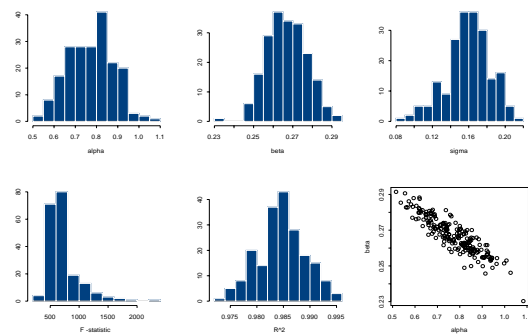 0 10 20 30 40
0.5 0.6 0.7 0.8 0.9 1.0 1.1
alpha
0 10 20 30
0.23 0.25 0.27 0.29
beta
0 10 20 30
0.08 0.12 0.16 0.20
sigma
0 20 40 60 80
500 1000 1500 2000
F -statistic
0 10 20 30 40
0.975 0.980 0.985 0.990 0.995
R^2
0.23 0.25 0.27 0.29
beta
0.5 0.6 0.7 0.8 0.9 1.0 1.
alpha